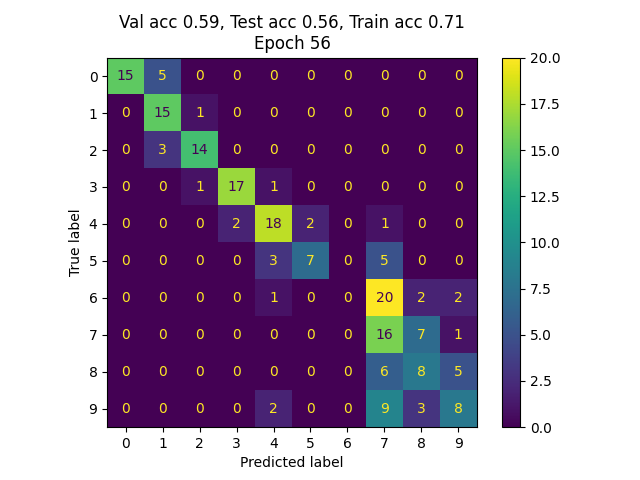 Val acc 0.59, Test acc 0.56, Train acc 0.71
Epoch 56
0 15 5 0 0 0 0 0 0 0 0
1 0 15 1 0 0 0 0 0 0 0
2 0 3 14 0 0 0 0 0 0 0
3 0 0 1 17 1 0 0 0 0 0
4 0 0 0 2 18 2 0 1 0 0
5 0 0 0 0 3 7 0 5 0 0
6 0 0 0 0 1 0 0 20 2 2
7 0 0 0 0 0 0 0 16 7 1
8 0 0 0 0 0 0 0 6 8 5
9 0 0 0 0 2 0 0 9 3 8
0 1 2 3 4 5 6 7 8 9
True label
Predicted label
20.0
17.5
15.0
12.5
10.0
7.5
5.0
2.5
0.0